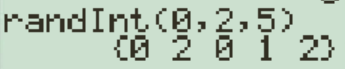 randInt(0,2,5)
{0 2 0 1 2}